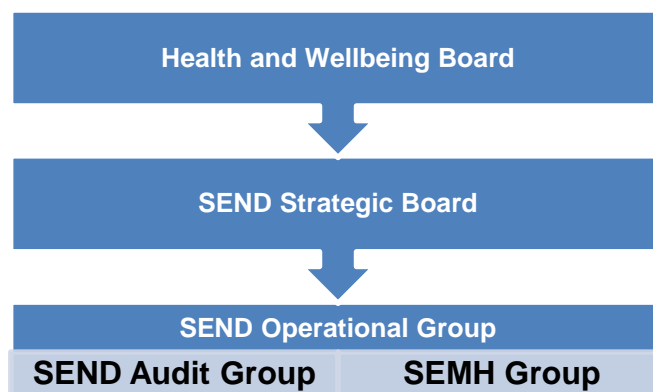 Health and Wellbeing Board
SEND Strategic Board
SEND Operational Group
SEND Audit Group
SEMH Group